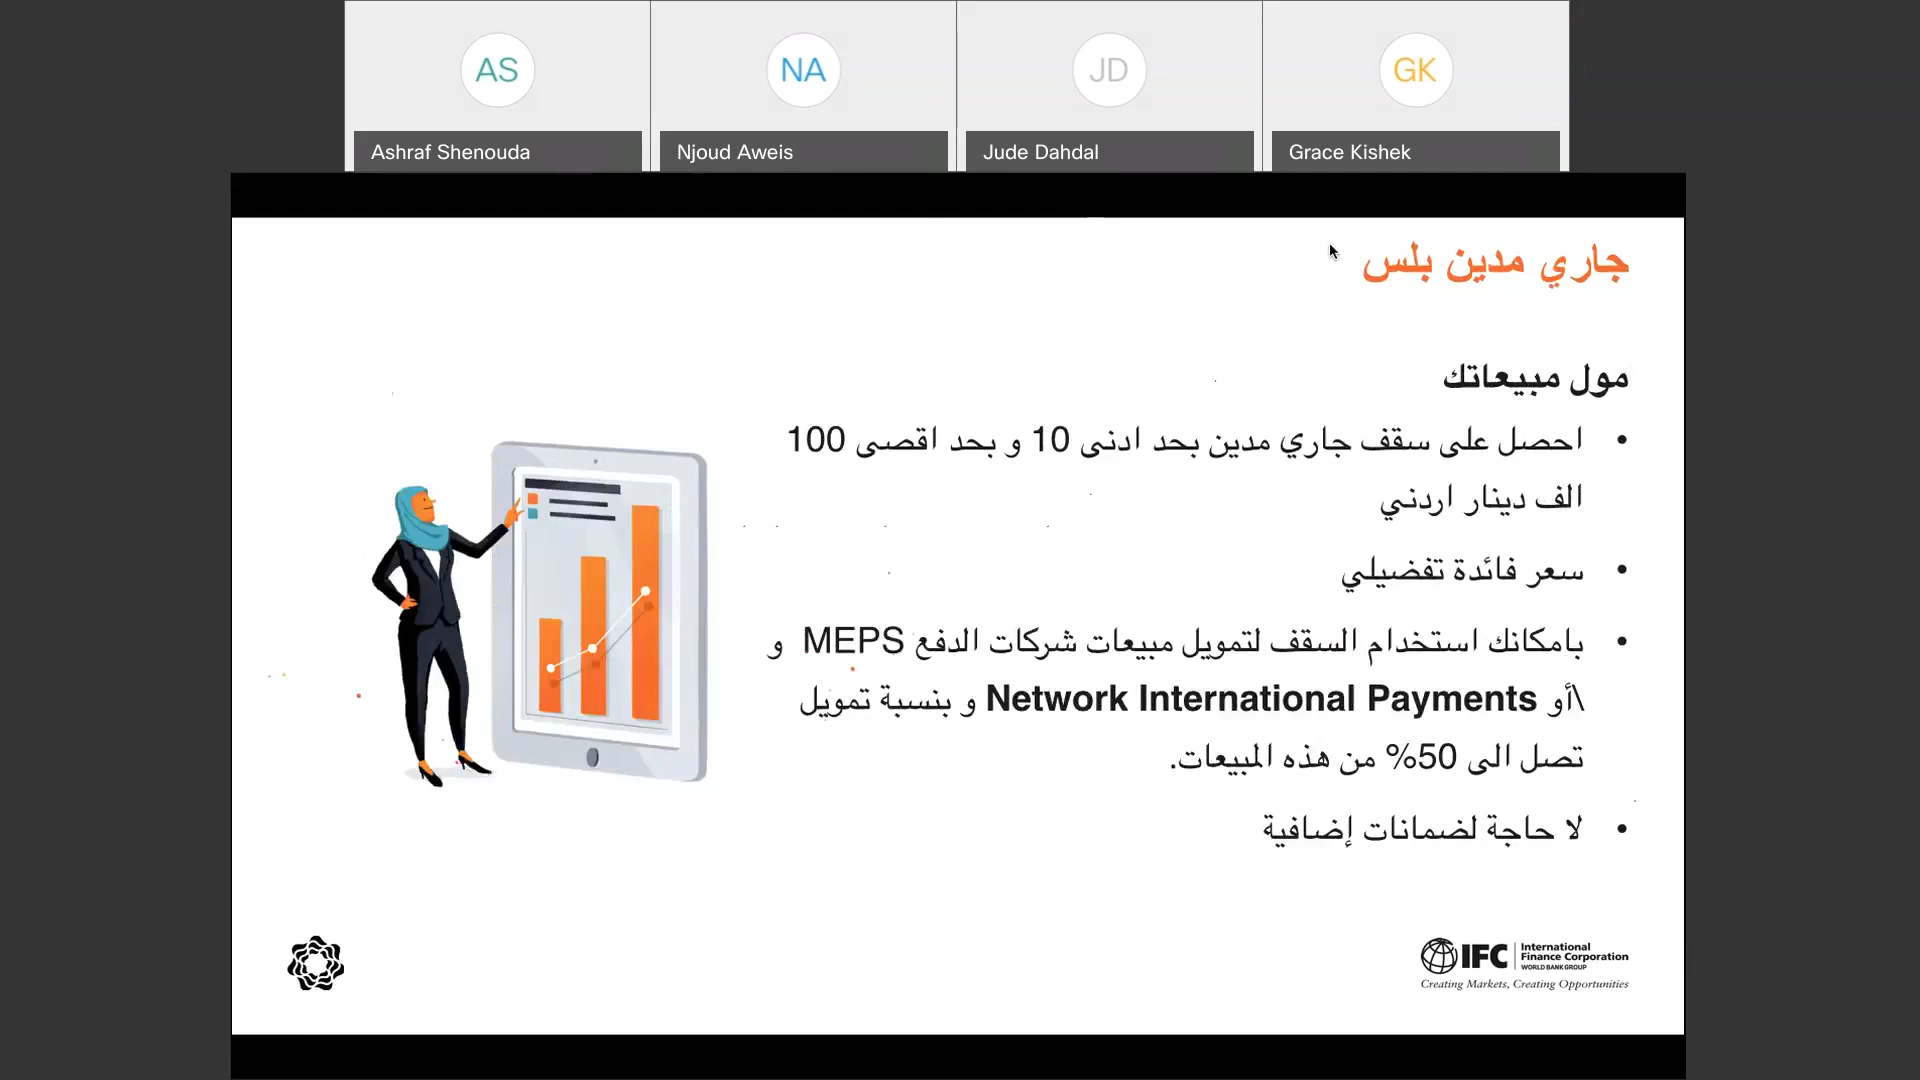 AS
NA
JD
GK
Ashraf Shenouda
Njoud Aweis
Jude Dahdal
Grace Kishek
جاري مدين بلس
مول مبيعاتك
• احصل على سقف جاري مدين بحد ادنى 10 و بحد اقصى 100
الف دينار اردني
• سعر فائدة تفضيلي
• بامكانك استخدام السقف لتمويل مبيعات شركات الدفع MEPS و
\أو Network International Payments و بنسبة تمويل
تصل الى 50% من هذه المبيعات.
• لا حاجة لضمانات إضافية
IFC
International
Finance Corporation
WORLD BANK GROUP
Creating Markets, Creating Opportunities